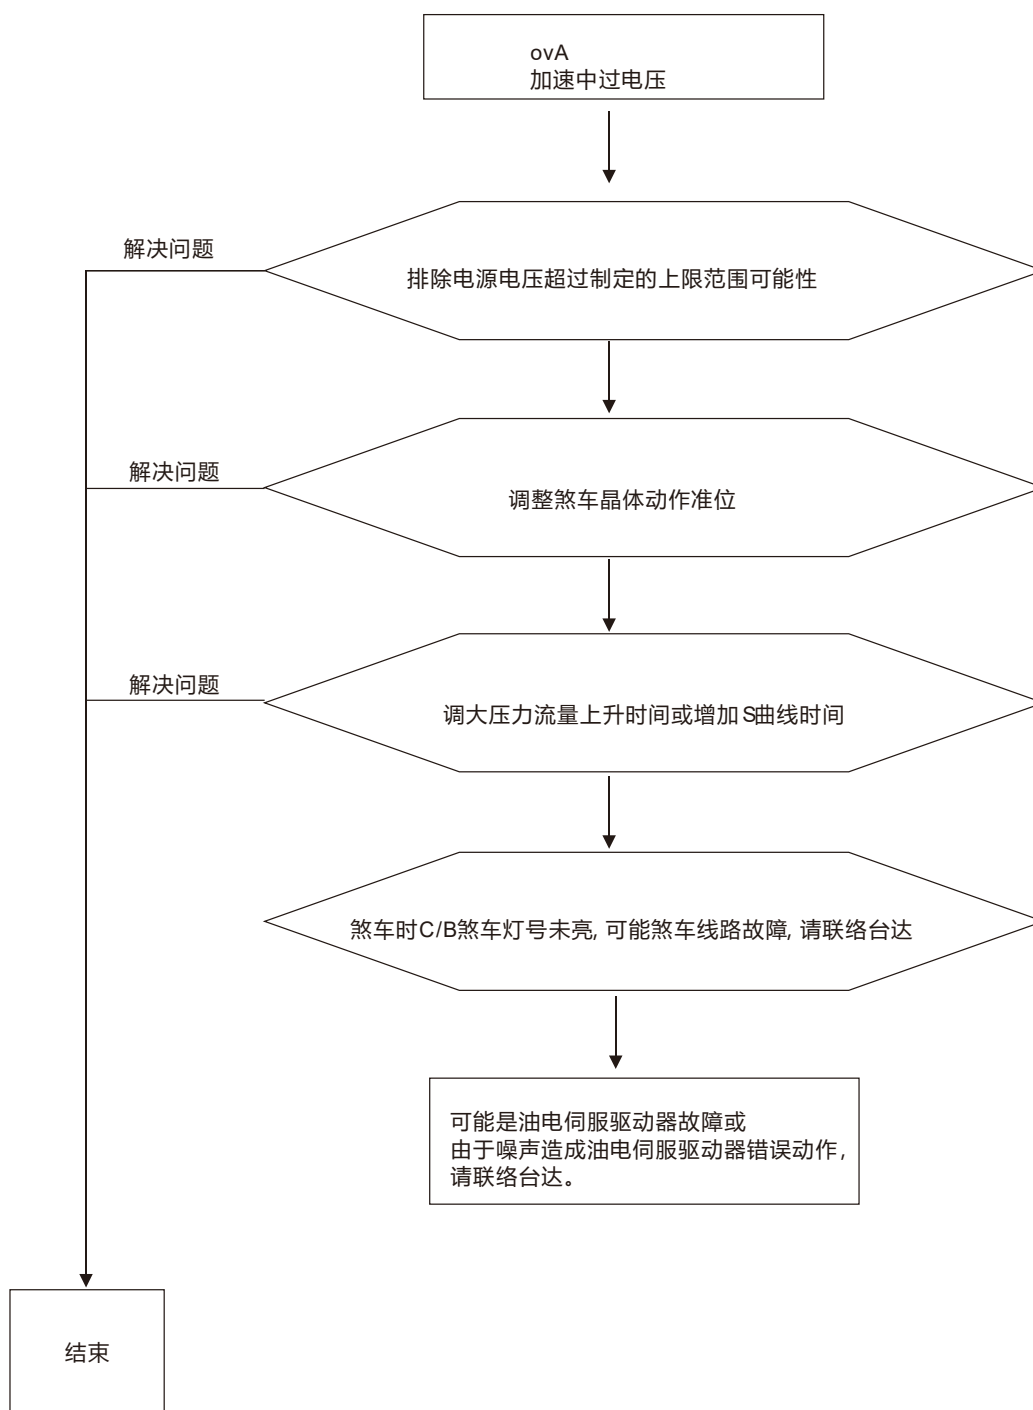 ovA
加速中过电压
解决问题
排除电源电压超过制定的上限范围可能性
解决问题
调整煞车晶体动作准位
解决问题
调大压力流量上升时间或增加S曲线时间
煞车时C/B煞车灯号未亮, 可能煞车线路故障, 请联络台达
可能是油电伺服驱动器故障或
由于噪声造成油电伺服驱动器错误动作,
请联络台达。
结束